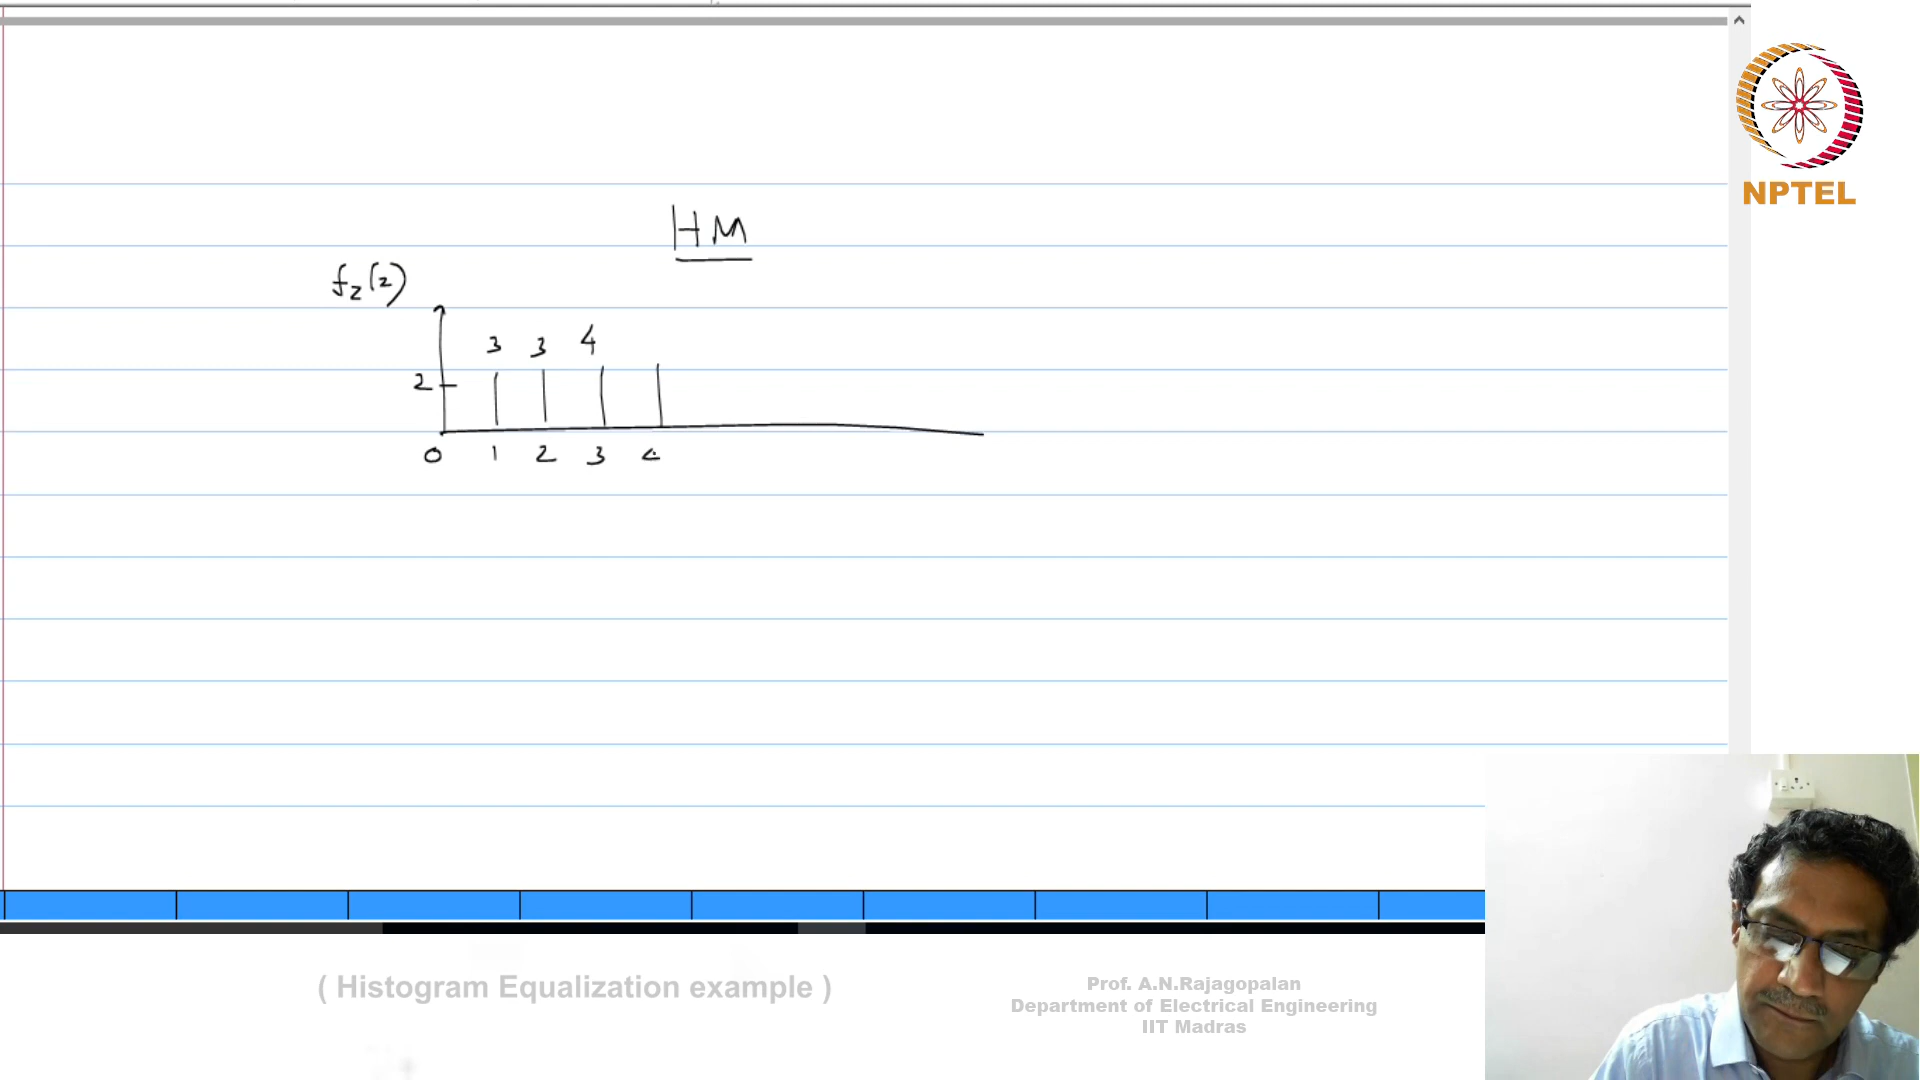 HM
f_z(z)
3 3 4
2
0 1 2 3 4
NPTEL
( Histogram Equalization example )
Prof. A.N.Rajagopalan
Department of Electrical Engineering
IIT Madras